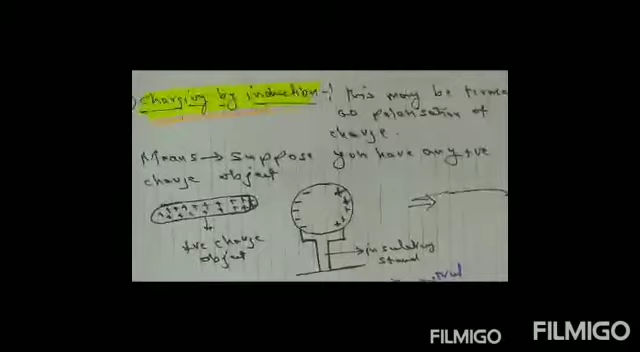 Charging by induction -: This may be terme
as polarisation of
charge.
Means → suppose you have any +ve
charge object
+ve charge
object
insulating
stand
FILMIGO
FILMIGO